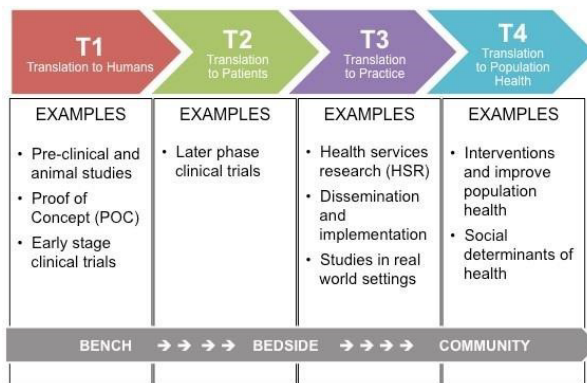 T1
Translation to Humans
T2
Translation
to Patients
T3
Translation
to Practice
T4
Translation
to Population
Health
EXAMPLES
• Pre-clinical and
animal studies
• Proof of
Concept (POC)
• Early stage
clinical trials
EXAMPLES
• Later phase
clinical trials
EXAMPLES
• Health services
research (HSR)
• Dissemination
and
implementation
• Studies in real
world settings
EXAMPLES
• Interventions
and improve
population
health
• Social
determinants of
health
BENCH → → → → BEDSIDE → → → → COMMUNITY